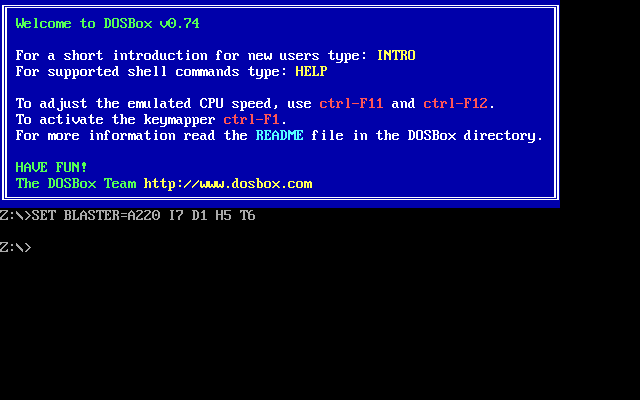 Welcome to DOSBox v0.74
For a short introduction for new users type: INTRO
For supported shell commands type: HELP
To adjust the emulated CPU speed, use ctrl-F11 and ctrl-F12.
To activate the keymapper ctrl-F1.
For more information read the README file in the DOSBox directory.
HAVE FUN!
The DOSBox Team http://www.dosbox.com
Z:\>SET BLASTER=A220 I7 D1 H5 T6
Z:\>